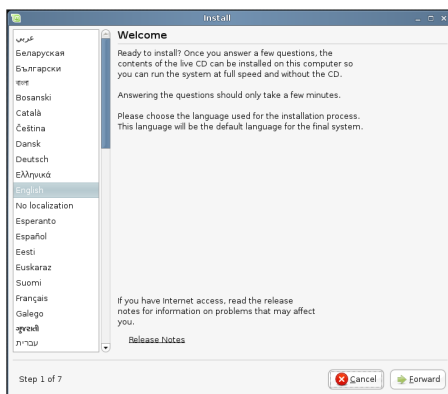 Install
عربي
Беларуская
Български
বাংলা
Bosanski
Català
Čeština
Dansk
Deutsch
Ελληνικά
English
No localization
Esperanto
Español
Eesti
Euskaraz
Suomi
Français
Galego
ગુજરાતી
עברית
Welcome
Ready to install? Once you answer a few questions, the
contents of the live CD can be installed on this computer so
you can run the system at full speed and without the CD.
Answering the questions should only take a few minutes.
Please choose the language used for the installation process.
This language will be the default language for the final system.
If you have Internet access, read the release
notes for information on problems that may affect
you.
Release Notes
Step 1 of 7
Cancel
Forward